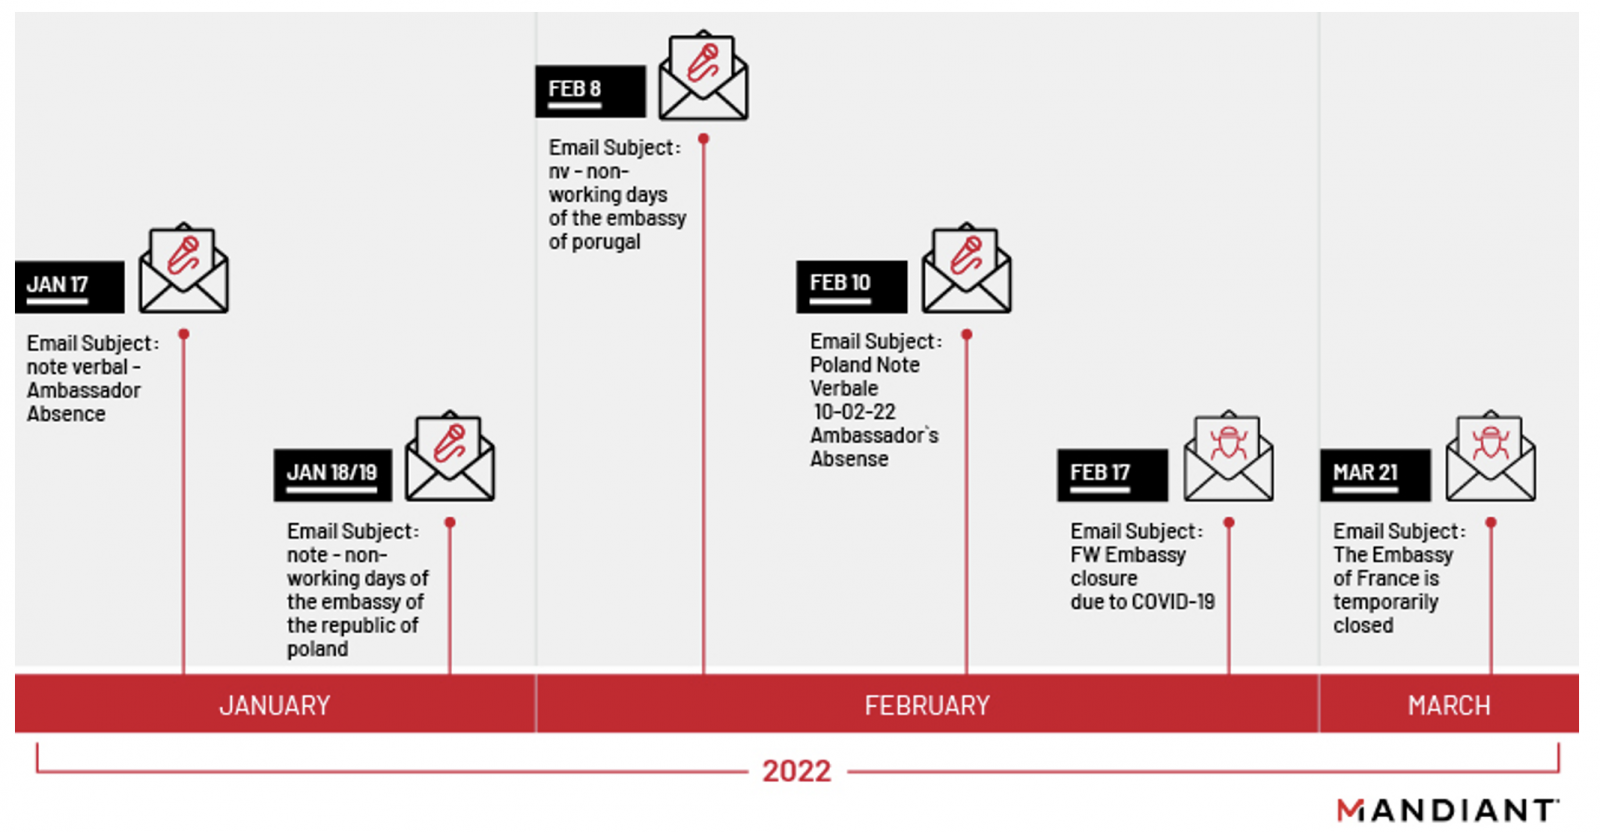 FEB 8
Email Subject:
nv - non-
working days
of the embassy
of porugal
JAN 17
Email Subject:
note verbal -
Ambassador
Absence
FEB 10
Email Subject:
Poland Note
Verbale
10-02-22
Ambassador`s
Absense
JAN 18/19
Email Subject:
note - non-
working days of
the embassy of
the republic of
poland
FEB 17
Email Subject:
FW Embassy
closure
due to COVID-19
MAR 21
Email Subject:
The Embassy
of France is
temporarily
closed
JANUARY
FEBRUARY
MARCH
2022
MANDIANT